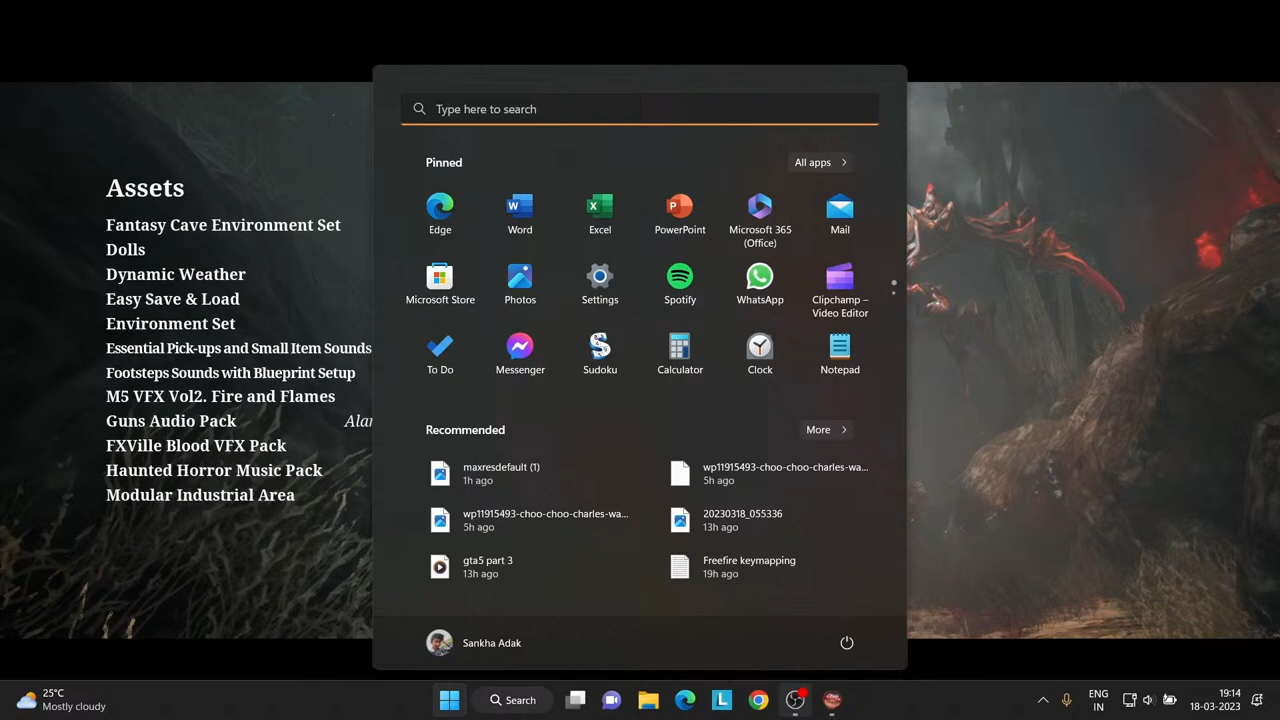 Assets
Fantasy Cave Environment Set
Dolls
Dynamic Weather
Easy Save & Load
Environment Set
Essential Pick-ups and Small Item Sounds
Footsteps Sounds with Blueprint Setup
M5 VFX Vol2. Fire and Flames
Guns Audio Pack
FXVille Blood VFX Pack
Haunted Horror Music Pack
Modular Industrial Area
Type here to search
Pinned
All apps
Edge
Word
Excel
PowerPoint
Microsoft 365 (Office)
Mail
Microsoft Store
Photos
Settings
Spotify
WhatsApp
Clipchamp – Video Editor
To Do
Messenger
Sudoku
Calculator
Clock
Notepad
Recommended
More
maxresdefault (1)
1h ago
wp11915493-choo-choo-charles-wa...
5h ago
wp11915493-choo-choo-charles-wa...
5h ago
20230318_055336
13h ago
gta5 part 3
13h ago
Freefire keymapping
19h ago
Sankha Adak
25°C
Mostly cloudy
Search
ENG
IN
19:14
18-03-2023